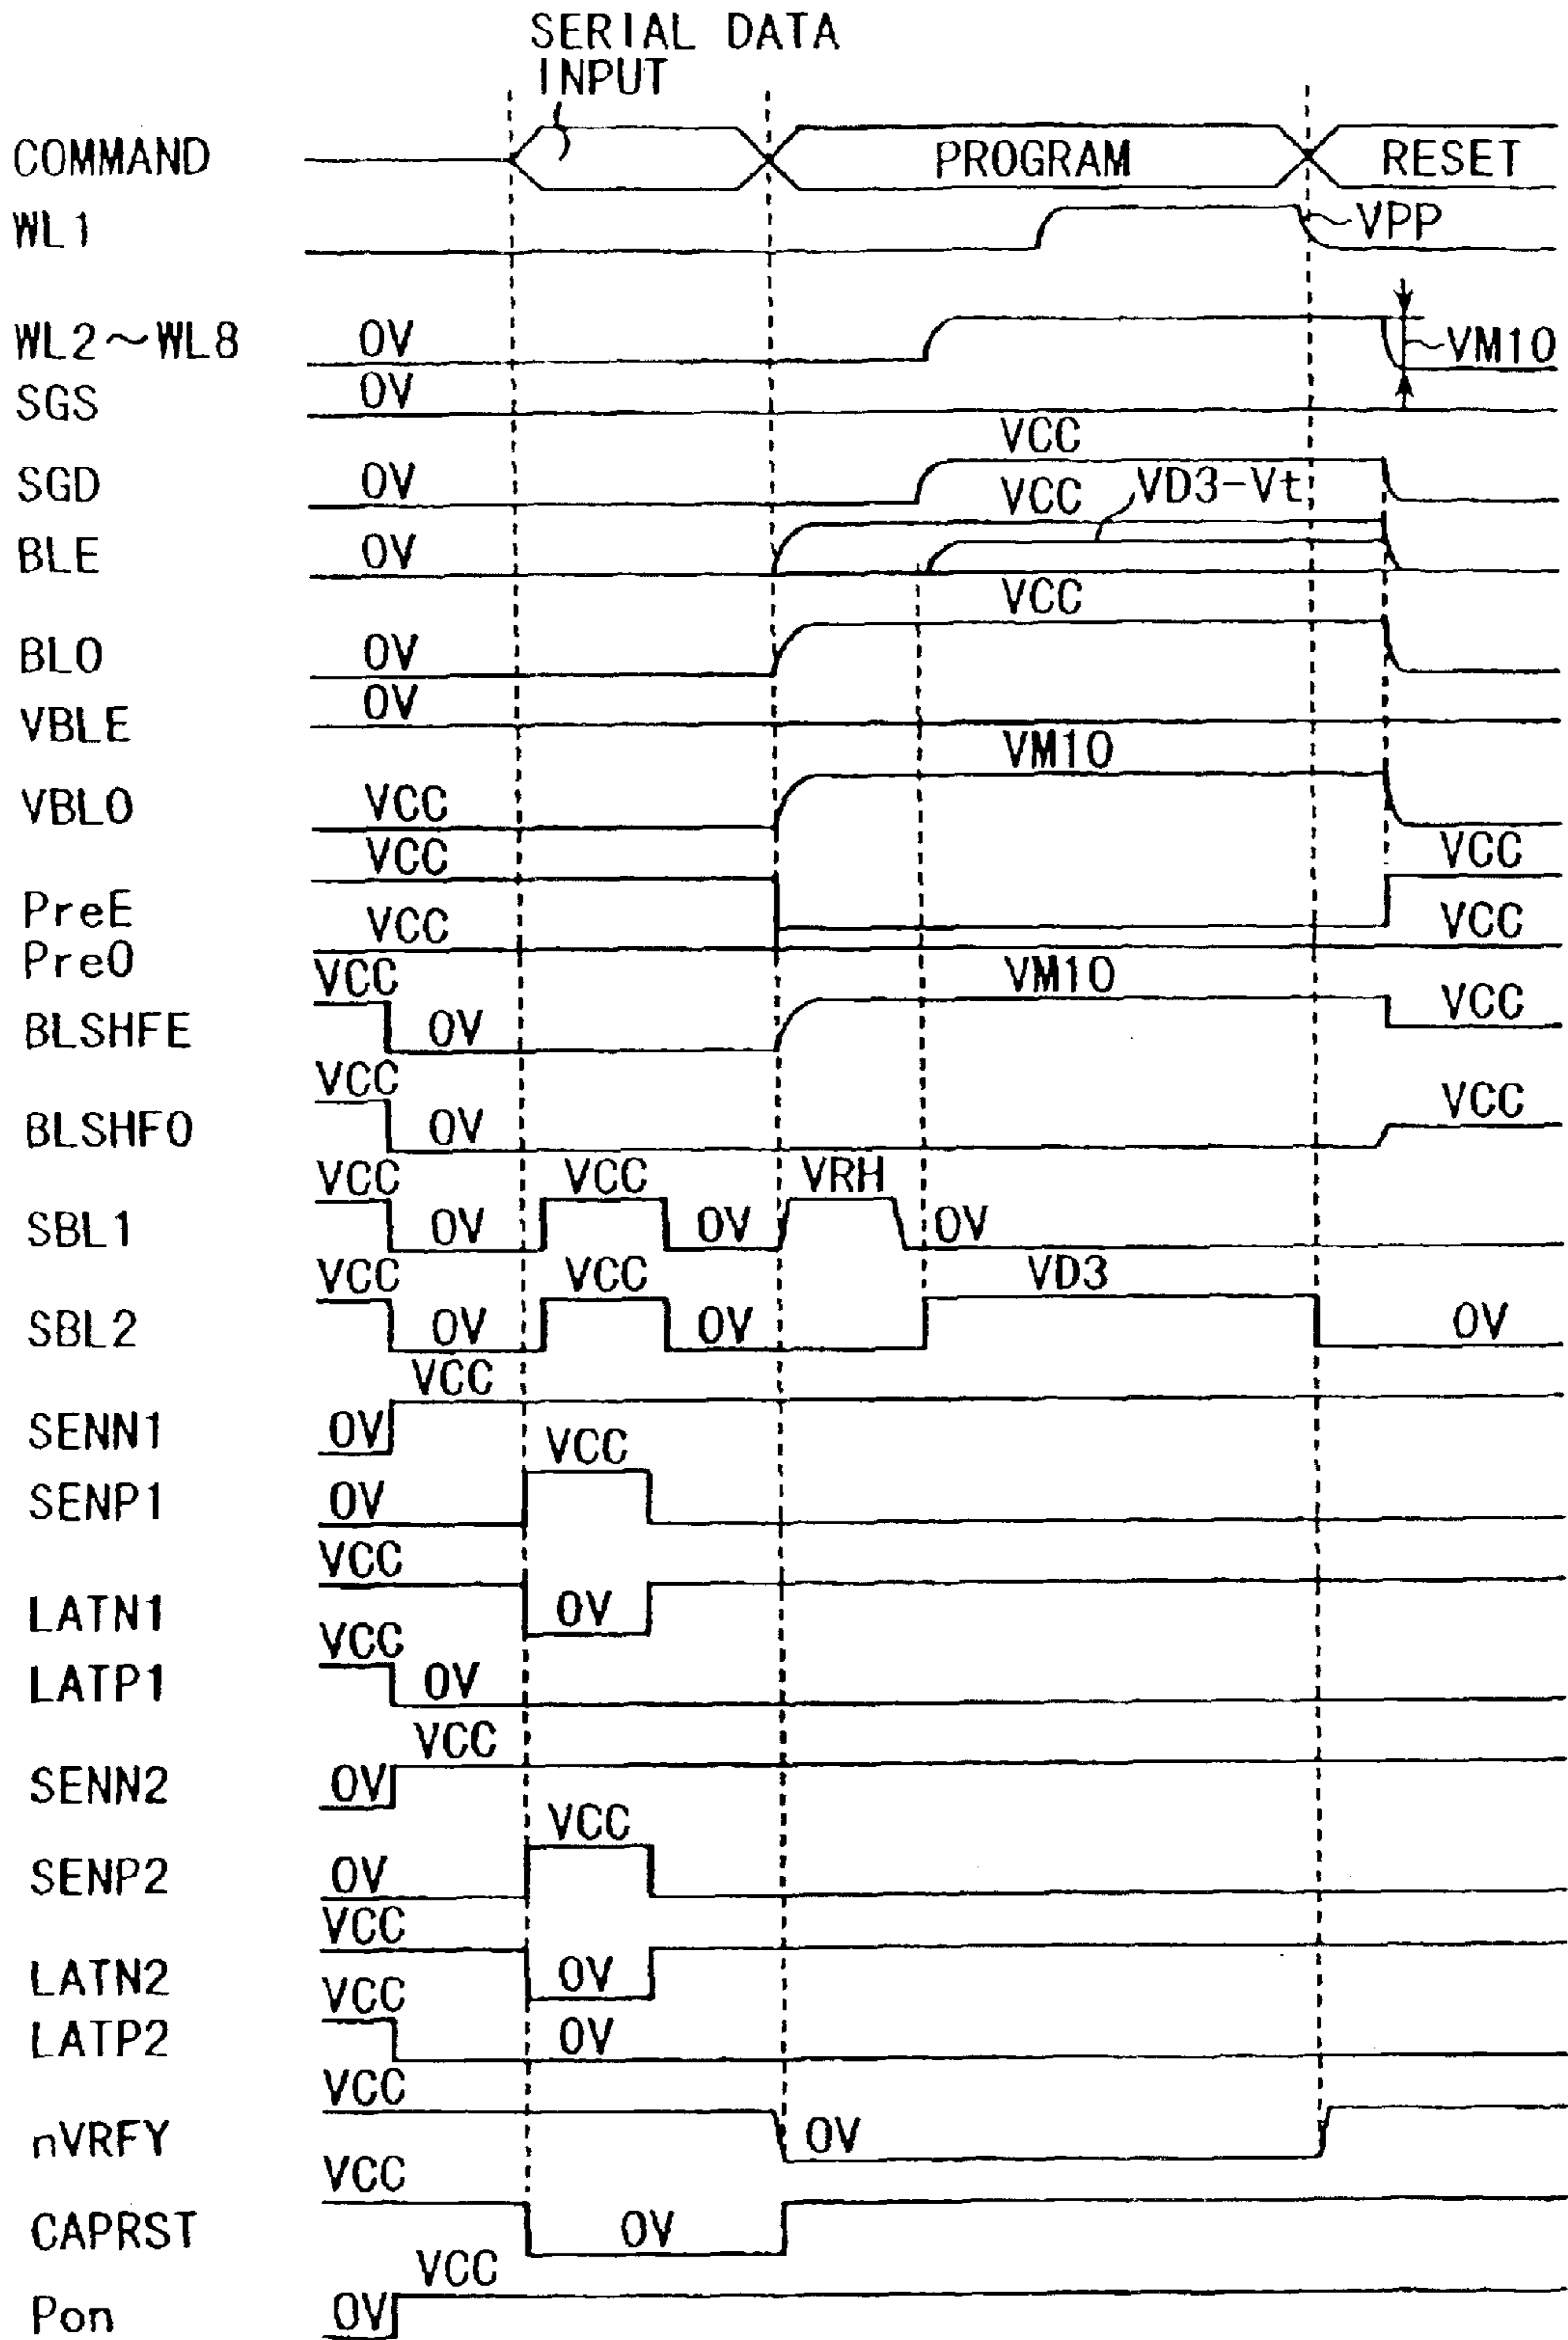 SERIAL DATA
INPUT
COMMAND PROGRAM RESET
WL1 VPP
WL2~WL8 0V VM10
SGS 0V
VCC
SGD 0V
VCC VD3-Vt
BLE 0V
VCC
BLO 0V
VBLE 0V
VM10
VBLO VCC
VCC VCC
PreE
VCC VCC
PreO
VCC VM10
BLSHFE 0V VCC
VCC
BLSHFO 0V VCC
VCC VCC VRH
SBL1 0V 0V 0V
VCC VCC VD3
SBL2 0V 0V 0V
VCC
SENN1 0V
VCC
SENP1 0V
VCC
LATN1 0V
VCC
LATP1 0V
VCC
SENN2 0V
VCC
SENP2 0V
VCC
LATN2 0V
VCC
LATP2 0V
VCC
nVRFY 0V
VCC
CAPRST 0V
VCC
Pon 0V